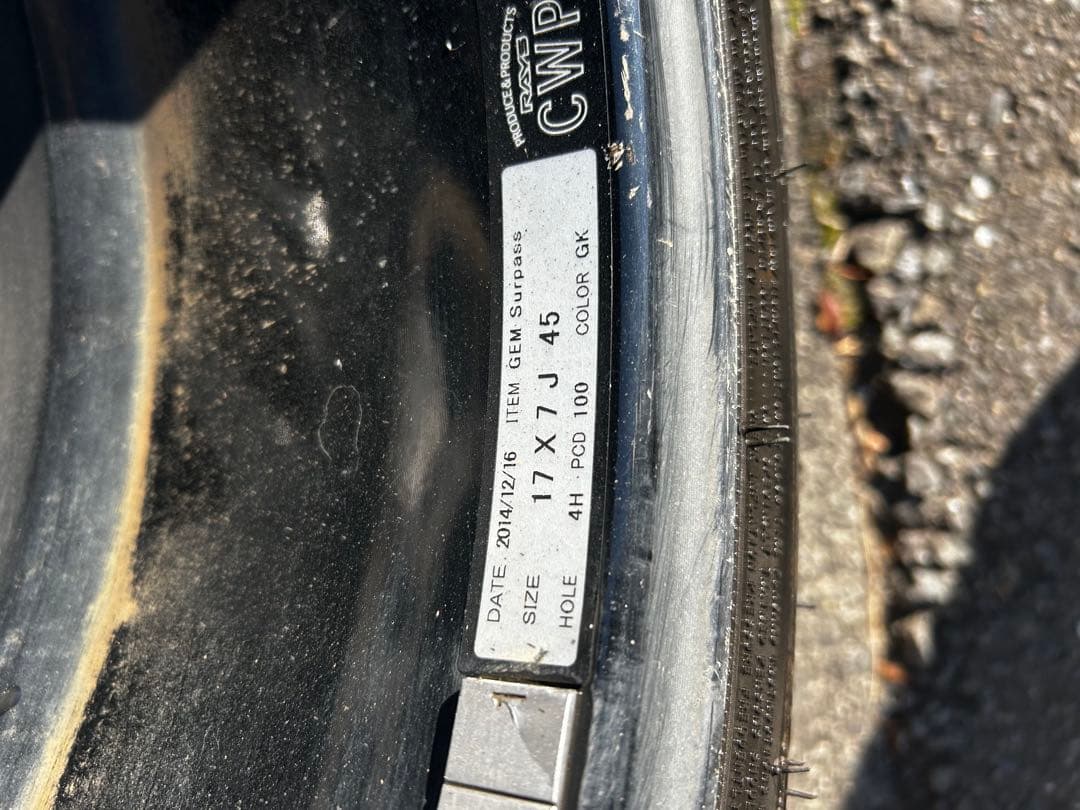 PRODUCE&PRODUCTS
RAYS
CWP
DATE. 2014/12/16 ITEM GEM Surpass
SIZE 17 X 7 J 45
HOLE 4H PCD 100 COLOR GK